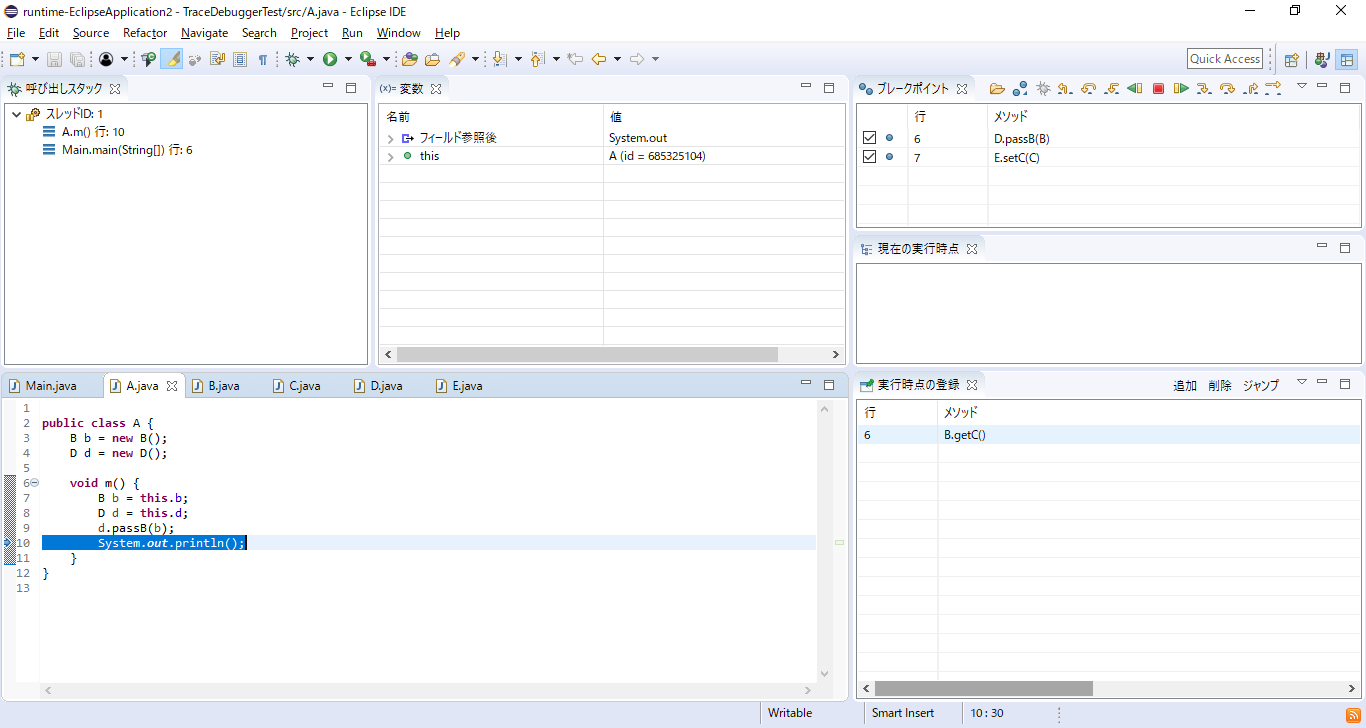 runtime-EclipseApplication2 - TraceDebuggerTest/src/A.java - Eclipse IDE
File Edit Source Refactor Navigate Search Project Run Window Help
Quick Access
呼び出しスタック
スレッドID: 1
A.m() 行: 10
Main.main(String[]) 行: 6
(x)= 変数
名前 値
フィールド参照後 System.out
this A (id = 685325104)
ブレークポイント
行 メソッド
6 D.passB(B)
7 E.setC(C)
現在の実行時点
Main.java A.java B.java C.java D.java E.java
1
2 public class A {
3 B b = new B();
4 D d = new D();
5
6 void m() {
7 B b = this.b;
8 D d = this.d;
9 d.passB(b);
10 System.out.println();
11 }
12 }
13
実行時点の登録 追加 削除 ジャンプ
行 メソッド
6 B.getC()
Writable Smart Insert 10 : 30